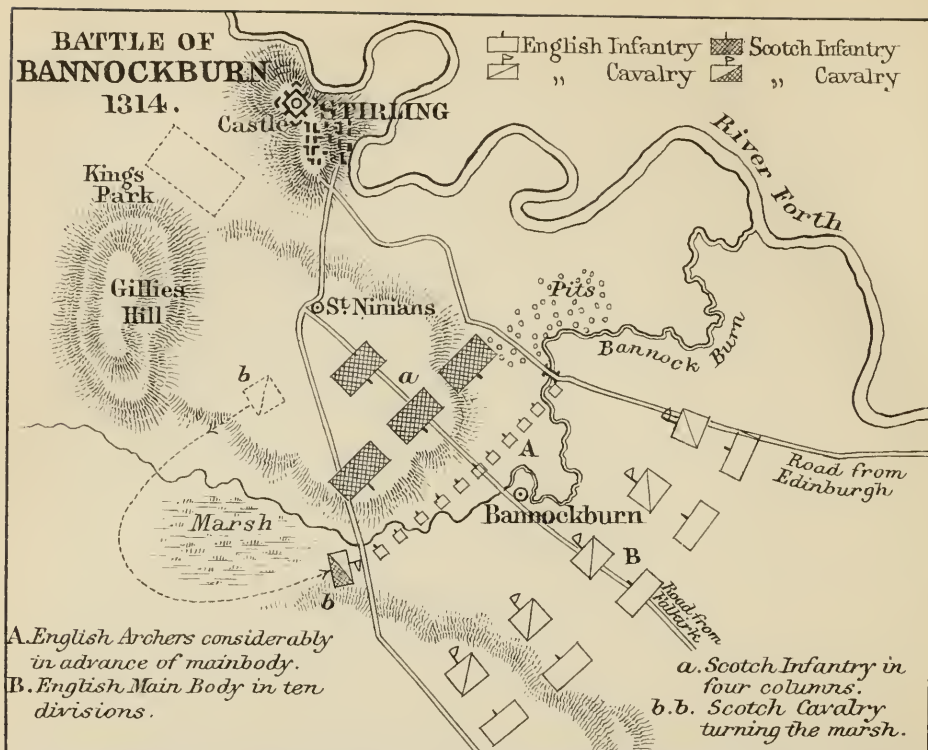 BATTLE OF
BANNOCKBURN
1314.
English Infantry
„ Cavalry
Scotch Infantry
„ Cavalry
Castle
STIRLING
Kings
Park
River Forth
Gillies
Hill
St. Ninians
Pits
Bannock Burn
b
a
A
Road from
Edinburgh
Marsh
Bannockburn
B
b
Road from
Falkirk
A. English Archers considerably
in advance of mainbody.
B. English Main Body in ten
divisions.
a. Scotch Infantry in
four columns.
b.b. Scotch Cavalry
turning the marsh.